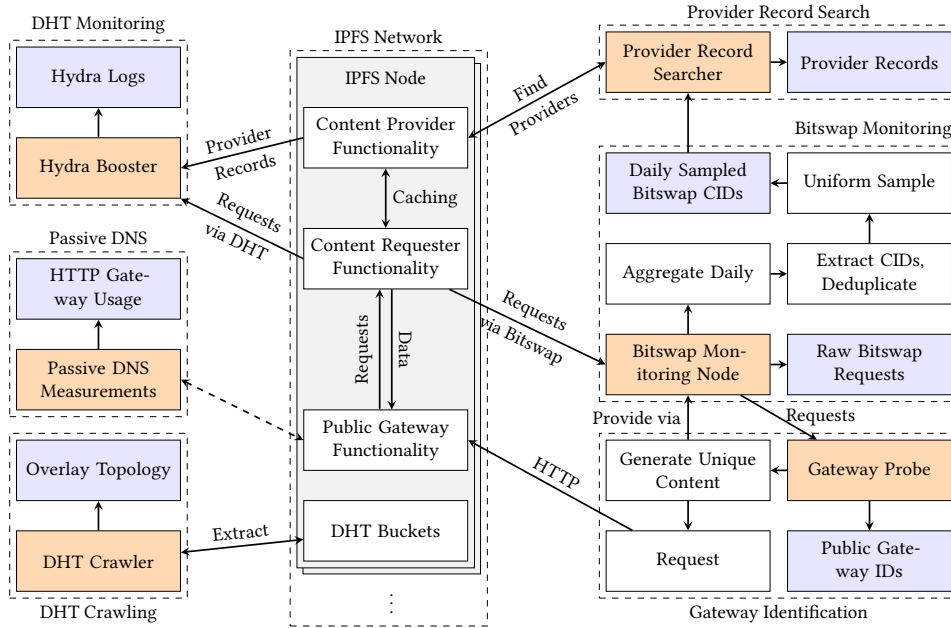 DHT Monitoring
Hydra Logs
Hydra Booster
Provider
Records
Requests
via DHT
Passive DNS
HTTP Gate-
way Usage
Passive DNS
Measurements
Overlay Topology
DHT Crawler
DHT Crawling
Extract
IPFS Network
IPFS Node
Content Provider
Functionality
Caching
Content Requester
Functionality
Requests
Data
Public Gateway
Functionality
DHT Buckets
Find
Providers
Requests
via Bitswap
HTTP
Provider Record Search
Provider Record
Searcher
Provider Records
Bitswap Monitoring
Daily Sampled
Bitswap CIDs
Uniform Sample
Aggregate Daily
Extract CIDs,
Deduplicate
Bitswap Mon-
itoring Node
Raw Bitswap
Requests
Provide via
Requests
Generate Unique
Content
Gateway Probe
Request
Public Gate-
way IDs
Gateway Identification